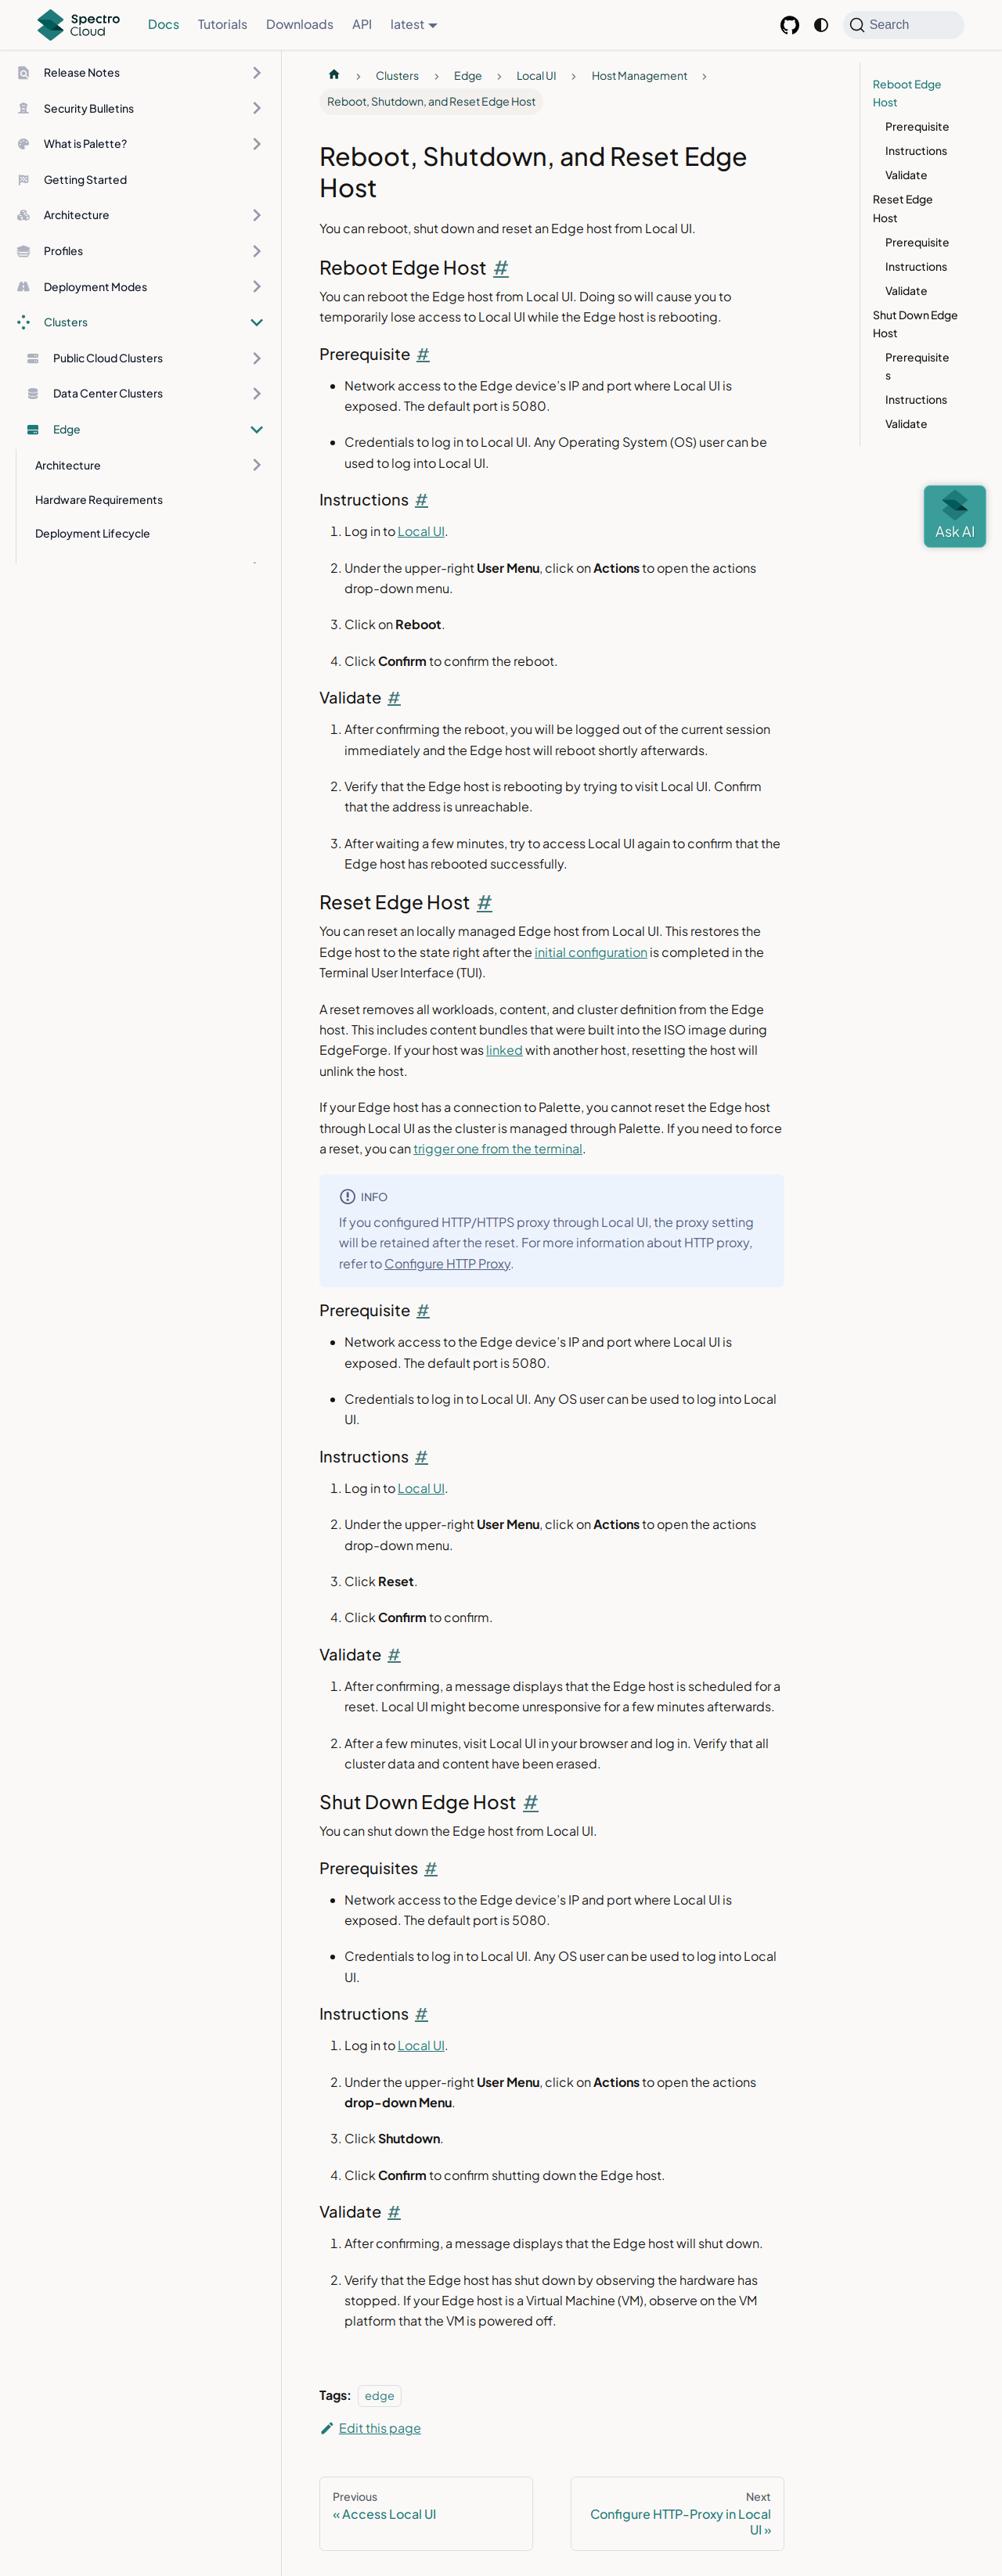 Spectro
Cloud
Docs
Tutorials
Downloads
API
latest
Search
Release Notes
Security Bulletins
What is Palette?
Getting Started
Architecture
Profiles
Deployment Modes
Clusters
Public Cloud Clusters
Data Center Clusters
Edge
Architecture
Hardware Requirements
Deployment Lifecycle
Clusters
Edge
Local UI
Host Management
Reboot, Shutdown, and Reset Edge Host
Reboot, Shutdown, and Reset Edge
Host
You can reboot, shut down and reset an Edge host from Local UI.
Reboot Edge Host #
You can reboot the Edge host from Local UI. Doing so will cause you to
temporarily lose access to Local UI while the Edge host is rebooting.
Prerequisite #
• Network access to the Edge device's IP and port where Local UI is
exposed. The default port is 5080.
• Credentials to log in to Local UI. Any Operating System (OS) user can be
used to log into Local UI.
Instructions #
1. Log in to Local UI.
2. Under the upper-right User Menu, click on Actions to open the actions
drop-down menu.
3. Click on Reboot.
4. Click Confirm to confirm the reboot.
Validate #
1. After confirming the reboot, you will be logged out of the current session
immediately and the Edge host will reboot shortly afterwards.
2. Verify that the Edge host is rebooting by trying to visit Local UI. Confirm
that the address is unreachable.
3. After waiting a few minutes, try to access Local UI again to confirm that the
Edge host has rebooted successfully.
Reset Edge Host #
You can reset an locally managed Edge host from Local UI. This restores the
Edge host to the state right after the initial configuration is completed in the
Terminal User Interface (TUI).
A reset removes all workloads, content, and cluster definition from the Edge
host. This includes content bundles that were built into the ISO image during
EdgeForge. If your host was linked with another host, resetting the host will
unlink the host.
If your Edge host has a connection to Palette, you cannot reset the Edge host
through Local UI as the cluster is managed through Palette. If you need to force
a reset, you can trigger one from the terminal.
INFO
If you configured HTTP/HTTPS proxy through Local UI, the proxy setting
will be retained after the reset. For more information about HTTP proxy,
refer to Configure HTTP Proxy.
Prerequisite #
• Network access to the Edge device's IP and port where Local UI is
exposed. The default port is 5080.
• Credentials to log in to Local UI. Any OS user can be used to log into Local
UI.
Instructions #
1. Log in to Local UI.
2. Under the upper-right User Menu, click on Actions to open the actions
drop-down menu.
3. Click Reset.
4. Click Confirm to confirm.
Validate #
1. After confirming, a message displays that the Edge host is scheduled for a
reset. Local UI might become unresponsive for a few minutes afterwards.
2. After a few minutes, visit Local UI in your browser and log in. Verify that all
cluster data and content have been erased.
Shut Down Edge Host #
You can shut down the Edge host from Local UI.
Prerequisites #
• Network access to the Edge device's IP and port where Local UI is
exposed. The default port is 5080.
• Credentials to log in to Local UI. Any OS user can be used to log into Local
UI.
Instructions #
1. Log in to Local UI.
2. Under the upper-right User Menu, click on Actions to open the actions
drop-down Menu.
3. Click Shutdown.
4. Click Confirm to confirm shutting down the Edge host.
Validate #
1. After confirming, a message displays that the Edge host will shut down.
2. Verify that the Edge host has shut down by observing the hardware has
stopped. If your Edge host is a Virtual Machine (VM), observe on the VM
platform that the VM is powered off.
Tags: edge
Edit this page
Previous
« Access Local UI
Next
Configure HTTP-Proxy in Local
UI »
Reboot Edge
Host
Prerequisite
Instructions
Validate
Reset Edge
Host
Prerequisite
Instructions
Validate
Shut Down Edge
Host
Prerequisite
s
Instructions
Validate
Ask AI